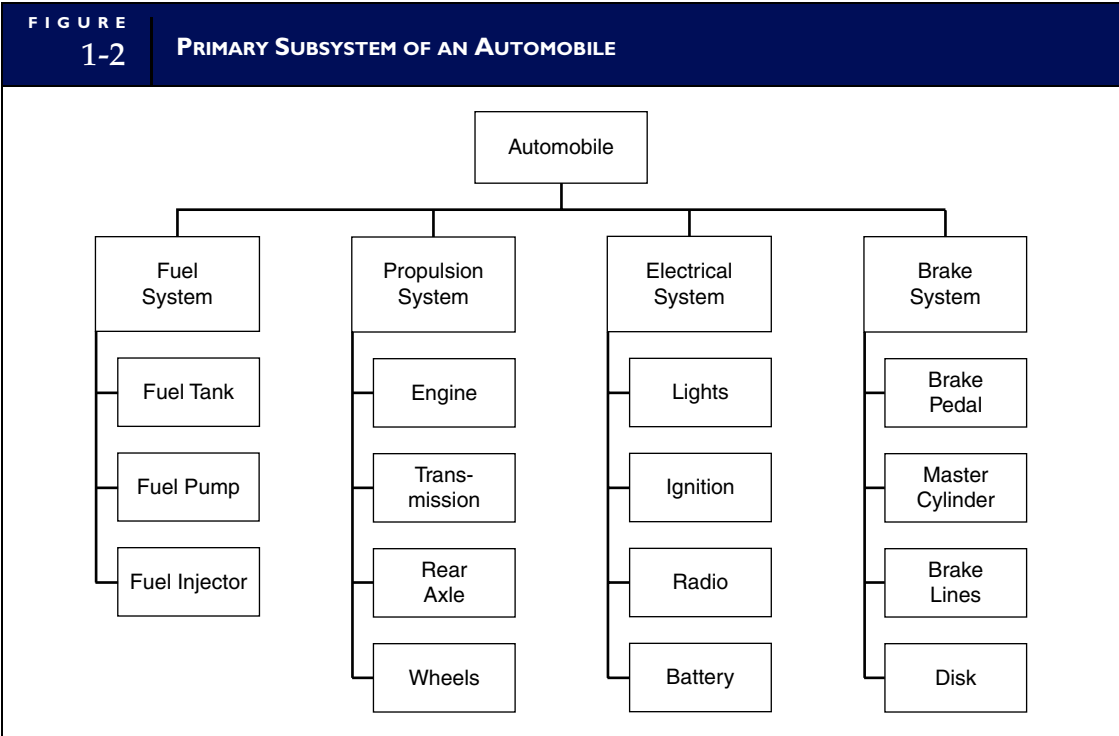 FIGURE
1-2
PRIMARY SUBSYSTEM OF AN AUTOMOBILE
Automobile
Fuel
System
Propulsion
System
Electrical
System
Brake
System
Fuel Tank
Engine
Lights
Brake
Pedal
Fuel Pump
Trans-
mission
Ignition
Master
Cylinder
Fuel Injector
Rear
Axle
Radio
Brake
Lines
Wheels
Battery
Disk